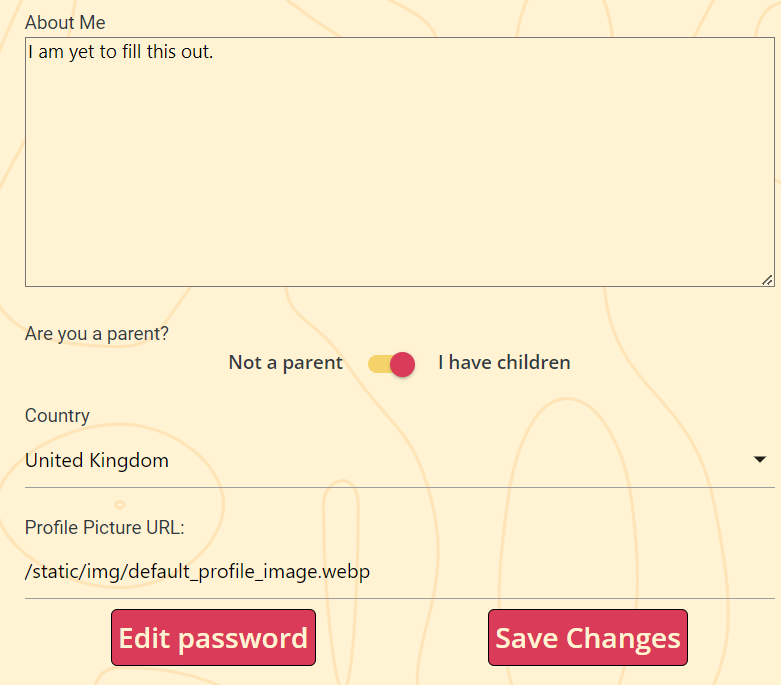 About Me
I am yet to fill this out.
Are you a parent?
Not a parent I have children
Country
United Kingdom
Profile Picture URL:
/static/img/default_profile_image.webp
Edit password Save Changes